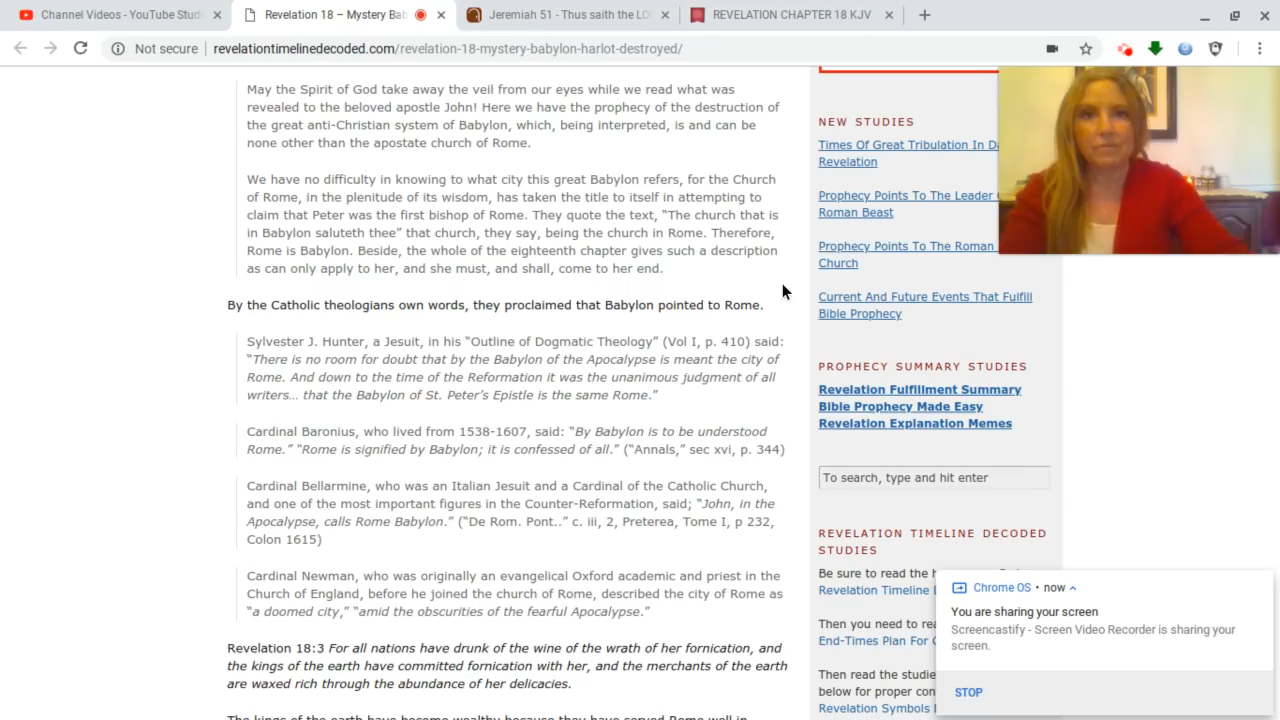 Channel Videos - YouTube Stud
Revelation 18 – Mystery Bab
Jeremiah 51 - Thus saith the LO
REVELATION CHAPTER 18 KJV
Not secure
revelationtimelinedecoded.com/revelation-18-mystery-babylon-harlot-destroyed/
May the Spirit of God take away the veil from our eyes while we read what was
revealed to the beloved apostle John! Here we have the prophecy of the destruction of
the great anti-Christian system of Babylon, which, being interpreted, is and can be
none other than the apostate church of Rome.
We have no difficulty in knowing to what city this great Babylon refers, for the Church
of Rome, in the plenitude of its wisdom, has taken the title to itself in attempting to
claim that Peter was the first bishop of Rome. They quote the text, “The church that is
in Babylon saluteth thee” that church, they say, being the church in Rome. Therefore,
Rome is Babylon. Beside, the whole of the eighteenth chapter gives such a description
as can only apply to her, and she must, and shall, come to her end.
By the Catholic theologians own words, they proclaimed that Babylon pointed to Rome.
Sylvester J. Hunter, a Jesuit, in his “Outline of Dogmatic Theology” (Vol I, p. 410) said:
“There is no room for doubt that by the Babylon of the Apocalypse is meant the city of
Rome. And down to the time of the Reformation it was the unanimous judgment of all
writers… that the Babylon of St. Peter’s Epistle is the same Rome.”
Cardinal Baronius, who lived from 1538-1607, said: “By Babylon is to be understood
Rome.” “Rome is signified by Babylon; it is confessed of all.” (“Annals,” sec xvi, p. 344)
Cardinal Bellarmine, who was an Italian Jesuit and a Cardinal of the Catholic Church,
and one of the most important figures in the Counter-Reformation, said; “John, in the
Apocalypse, calls Rome Babylon.” (“De Rom. Pont..” c. iii, 2, Preterea, Tome I, p 232,
Colon 1615)
Cardinal Newman, who was originally an evangelical Oxford academic and priest in the
Church of England, before he joined the church of Rome, described the city of Rome as
“a doomed city,” “amid the obscurities of the fearful Apocalypse.”
Revelation 18:3 For all nations have drunk of the wine of the wrath of her fornication, and
the kings of the earth have committed fornication with her, and the merchants of the earth
are waxed rich through the abundance of her delicacies.
The kings of the earth have become wealthy because they have served Rome well in
NEW STUDIES
Times Of Great Tribulation In Da
Revelation
Prophecy Points To The Leader
Roman Beast
Prophecy Points To The Roman
Church
Current And Future Events That Fulfill
Bible Prophecy
PROPHECY SUMMARY STUDIES
Revelation Fulfillment Summary
Bible Prophecy Made Easy
Revelation Explanation Memes
To search, type and hit enter
REVELATION TIMELINE DECODED
STUDIES
Be sure to read the
Revelation Timeline
Then you need to rea
End-Times Plan For
Then read the studie
below for proper con
Revelation Symbols
Chrome OS • now
You are sharing your screen
Screencastify - Screen Video Recorder is sharing your
screen.
STOP